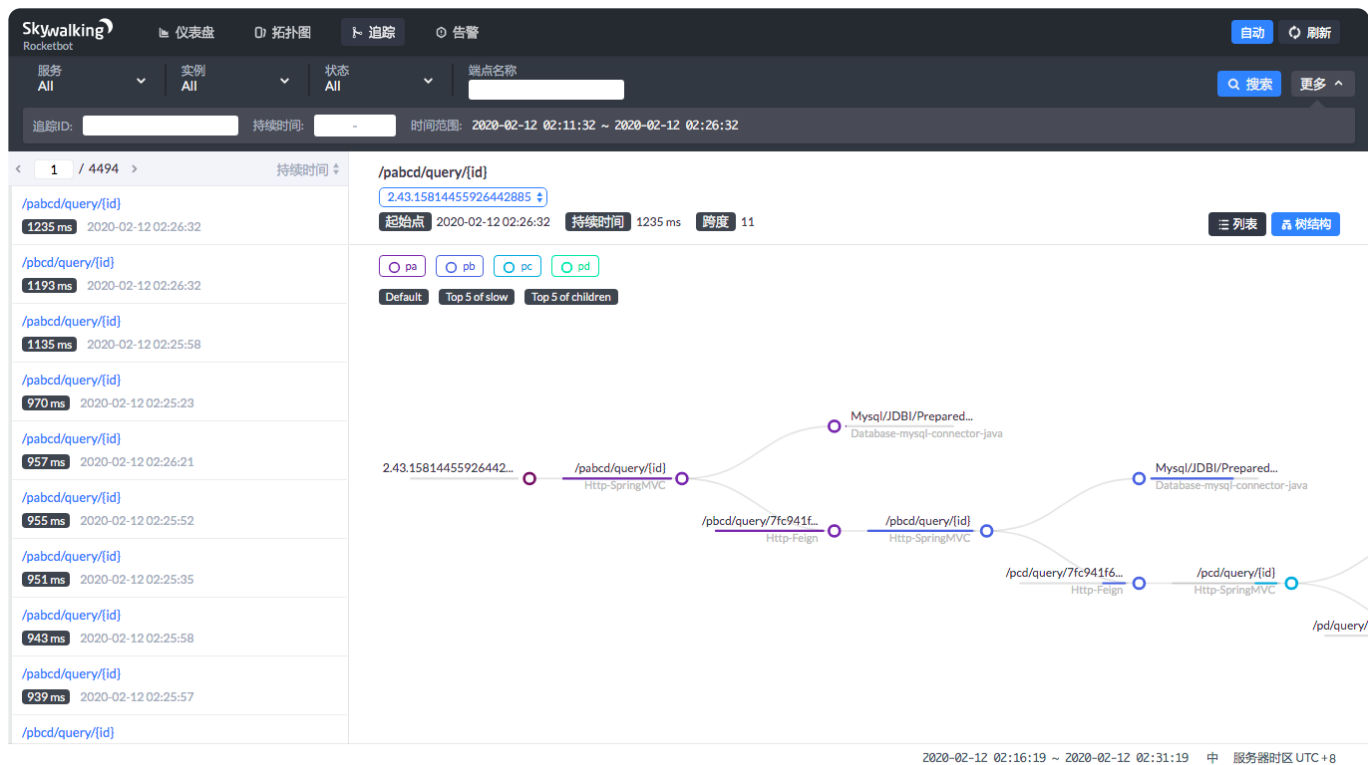 Skywalking
Rocketbot
仪表盘 拓扑图 追踪 告警 自动 刷新
服务 实例 状态 端点名称
All All All
搜索 更多
追踪ID: 持续时间: - 时间范围: 2020-02-12 02:11:32 ~ 2020-02-12 02:26:32
1 / 4494 持续时间
/pabcd/query/{id}
1235 ms 2020-02-12 02:26:32
/pbcd/query/{id}
1193 ms 2020-02-12 02:26:32
/pabcd/query/{id}
1135 ms 2020-02-12 02:25:58
/pabcd/query/{id}
970 ms 2020-02-12 02:25:23
/pabcd/query/{id}
957 ms 2020-02-12 02:26:21
/pabcd/query/{id}
955 ms 2020-02-12 02:25:52
/pabcd/query/{id}
951 ms 2020-02-12 02:25:35
/pabcd/query/{id}
943 ms 2020-02-12 02:25:58
/pabcd/query/{id}
939 ms 2020-02-12 02:25:57
/pbcd/query/{id}
/pabcd/query/{id}
2.43.15814455926442885
起始点 2020-02-12 02:26:32 持续时间 1235 ms 跨度 11
列表 树结构
pa pb pc pd
Default Top 5 of slow Top 5 of children
Mysql/JDBI/Prepared...
Database-mysql-connector-java
2.43.15814455926442... /pabcd/query/{id}
Http-SpringMVC
Mysql/JDBI/Prepared...
Database-mysql-connector-java
/pbcd/query/7fc941f... /pbcd/query/{id}
Http-Feign Http-SpringMVC
/pcd/query/7fc941f6... /pcd/query/{id}
Http-Feign Http-SpringMVC
/pd/query/
2020-02-12 02:16:19 ~ 2020-02-12 02:31:19 中 服务器时区 UTC +8